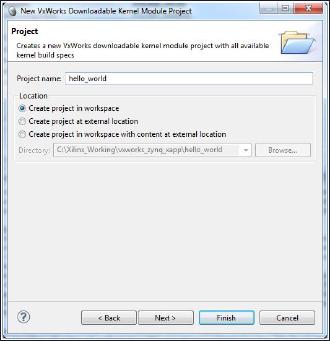 New VxWorks Downloadable Kernel Module Project
Project
Creates a new VxWorks downloadable kernel module project with all available
kernel build specs
Project name: hello_world
Location
Create project in workspace
Create project at external location
Create project in workspace with content at external location
Directory: C:\Xilinx_Working\vxworks_zynq_xapp\hello_world Browse...
? < Back Next > Finish Cancel